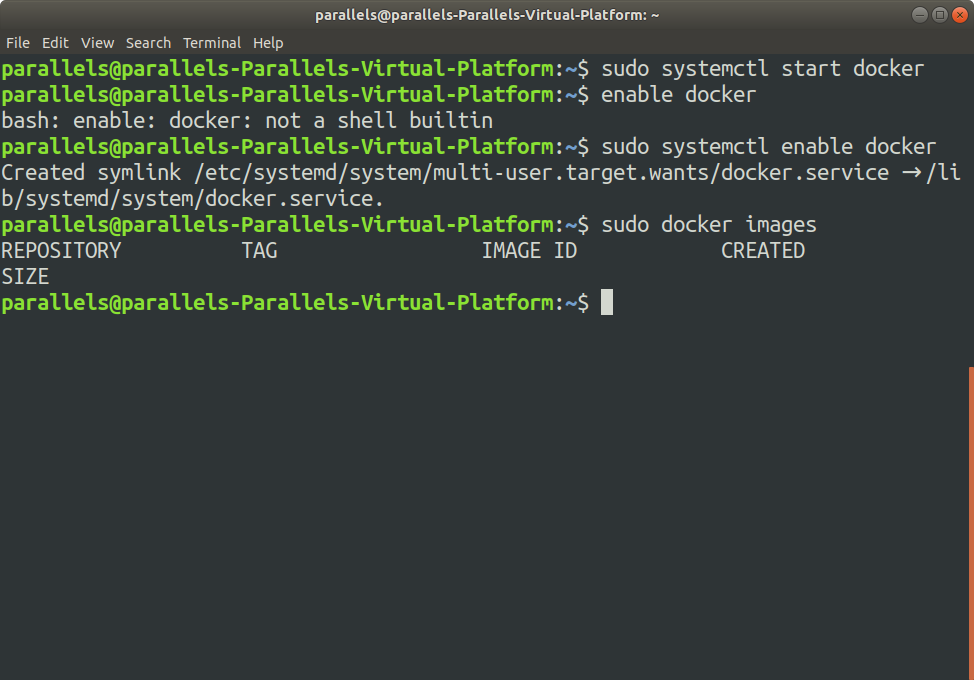 parallels@parallels-Parallels-Virtual-Platform: ~
File Edit View Search Terminal Help
parallels@parallels-Parallels-Virtual-Platform:~$ sudo systemctl start docker
parallels@parallels-Parallels-Virtual-Platform:~$ enable docker
bash: enable: docker: not a shell builtin
parallels@parallels-Parallels-Virtual-Platform:~$ sudo systemctl enable docker
Created symlink /etc/systemd/system/multi-user.target.wants/docker.service → /li
b/systemd/system/docker.service.
parallels@parallels-Parallels-Virtual-Platform:~$ sudo docker images
REPOSITORY TAG IMAGE ID CREATED
SIZE
parallels@parallels-Parallels-Virtual-Platform:~$